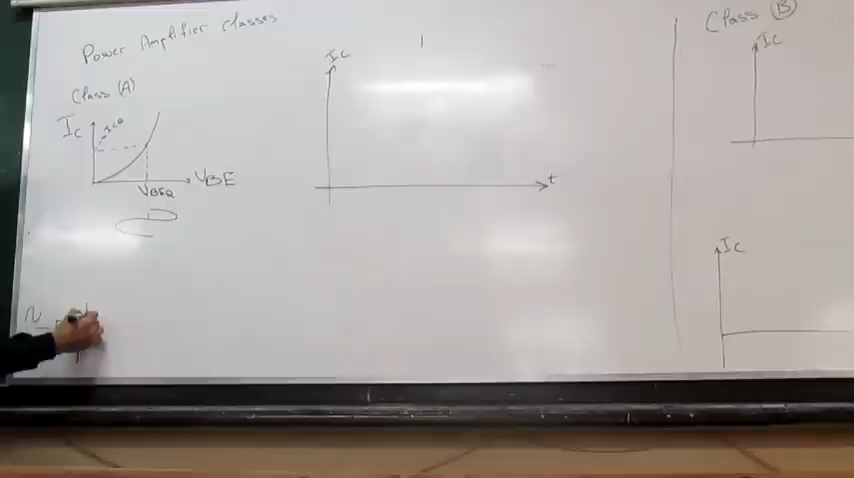 Power Amplifier Classes
Class (A)
Ic
ICQ
VBE
VBEQ
Ic
t
Class (B)
Ic
Ic